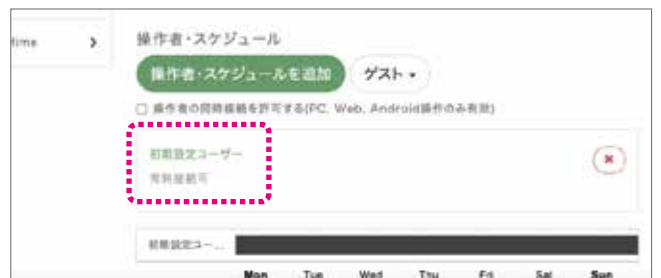 time
操作者・スケジュール
操作者・スケジュールを追加 ゲスト
操作者の同時接続を許可する(PC, Web, Android操作のみ有効)
初期設定ユーザー
常時接続可
初期設定ユー...
Mon Tue Wed Thu Fri Sat Sun